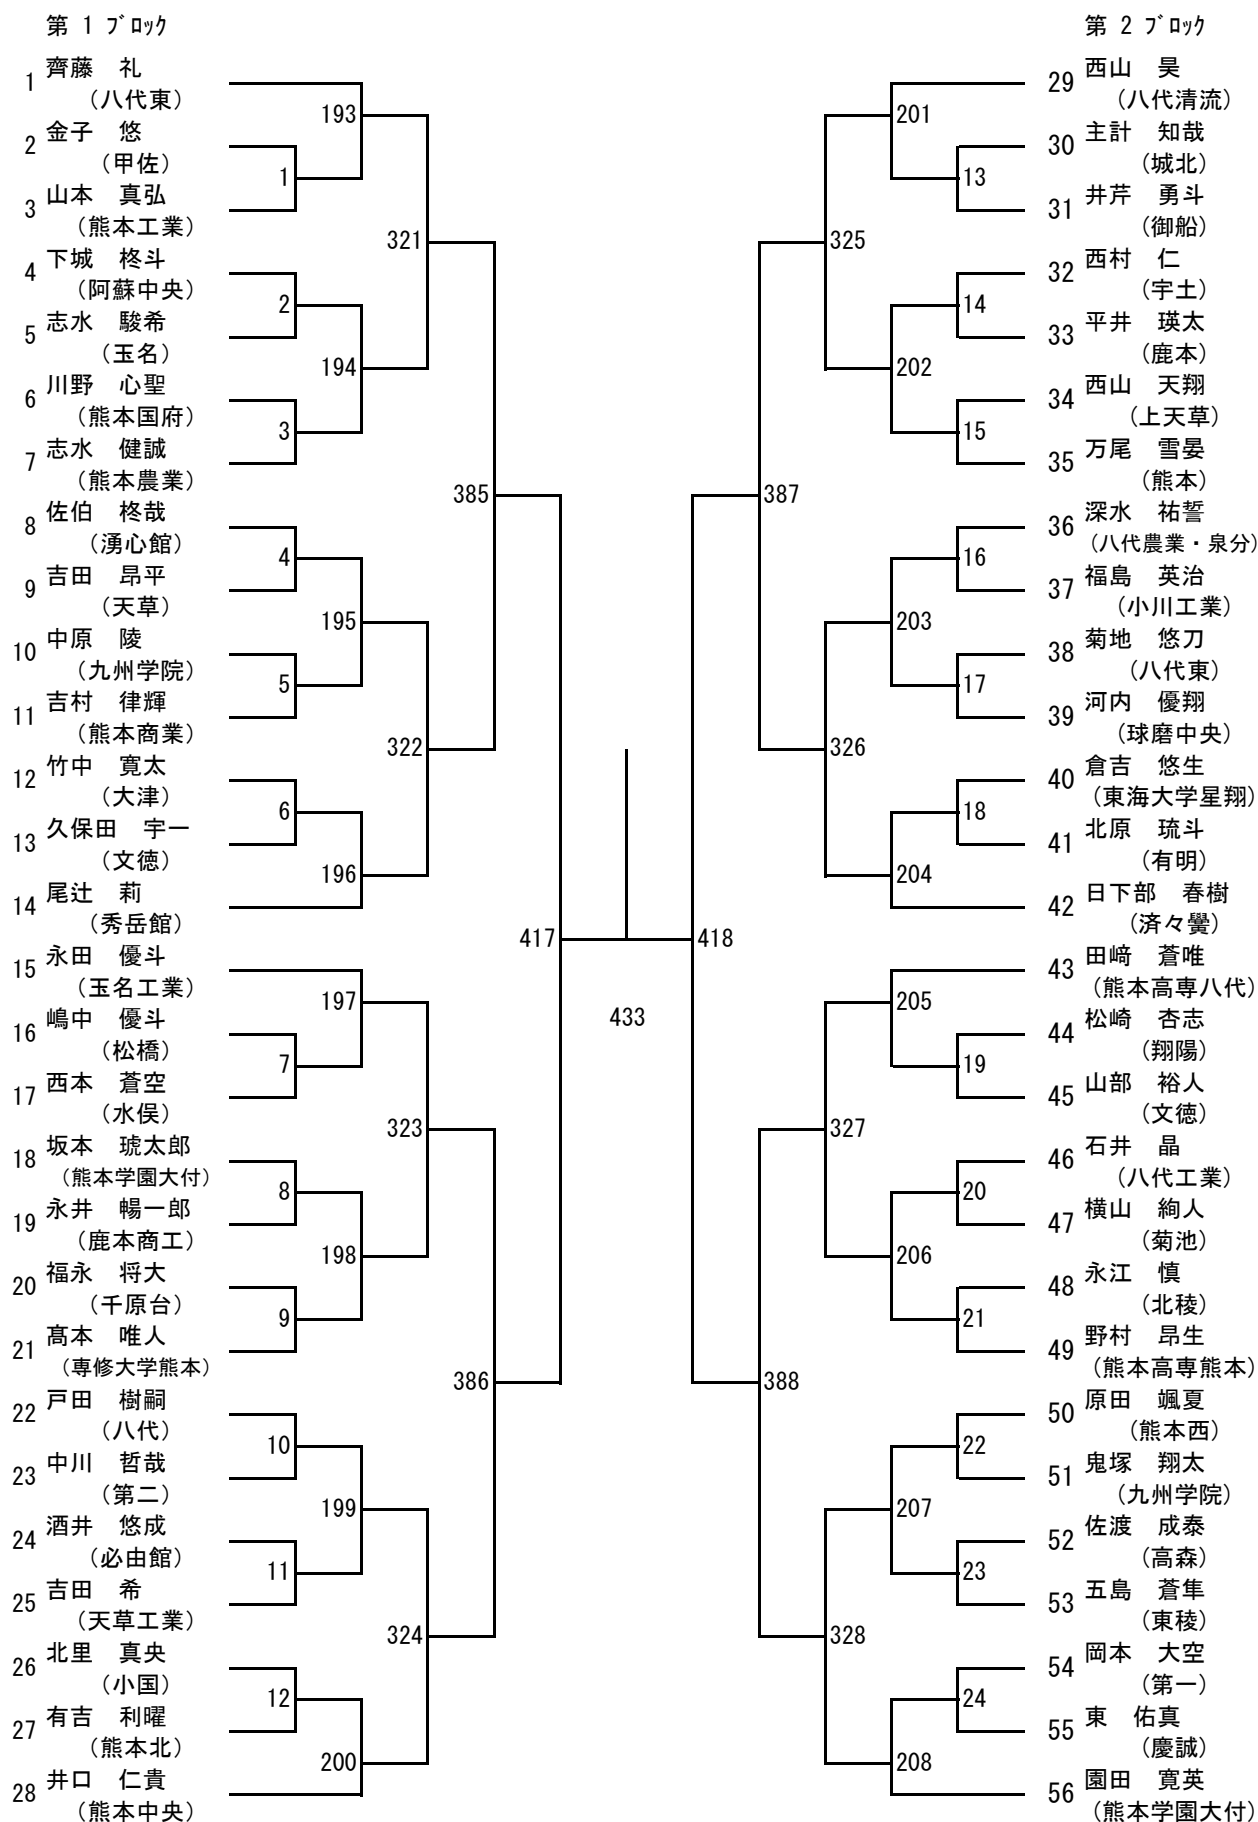 第 1 ﾌﾞﾛｯｸ
1 齊藤 礼
(八代東)
2 金子 悠
(甲佐)
3 山本 真弘
(熊本工業)
4 下城 柊斗
(阿蘇中央)
5 志水 駿希
(玉名)
6 川野 心聖
(熊本国府)
7 志水 健誠
(熊本農業)
8 佐伯 柊哉
(湧心館)
9 吉田 昂平
(天草)
10 中原 陵
(九州学院)
11 吉村 律輝
(熊本商業)
12 竹中 寛太
(大津)
13 久保田 宇一
(文徳)
14 尾辻 莉
(秀岳館)
15 永田 優斗
(玉名工業)
16 嶋中 優斗
(松橋)
17 西本 蒼空
(水俣)
18 坂本 琥太郎
(熊本学園大付)
19 永井 暢一郎
(鹿本商工)
20 福永 将大
(千原台)
21 髙本 唯人
(専修大学熊本)
22 戸田 樹嗣
(八代)
23 中川 哲哉
(第二)
24 酒井 悠成
(必由館)
25 吉田 希
(天草工業)
26 北里 真央
(小国)
27 有吉 利曜
(熊本北)
28 井口 仁貴
(熊本中央)
1
2
3
4
5
6
7
8
9
10
11
12
193
194
195
196
197
198
199
200
321
322
323
324
385
386
417
433
418
387
388
325
326
327
328
201
202
203
204
205
206
207
208
13
14
15
16
17
18
19
20
21
22
23
24
第 2 ﾌﾞﾛｯｸ
29 西山 昊
(八代清流)
30 主計 知哉
(城北)
31 井芹 勇斗
(御船)
32 西村 仁
(宇土)
33 平井 瑛太
(鹿本)
34 西山 天翔
(上天草)
35 万尾 雪晏
(熊本)
36 深水 祐誓
(八代農業・泉分)
37 福島 英治
(小川工業)
38 菊地 悠刀
(八代東)
39 河内 優翔
(球磨中央)
40 倉吉 悠生
(東海大学星翔)
41 北原 琉斗
(有明)
42 日下部 春樹
(済々黌)
43 田﨑 蒼唯
(熊本高専八代)
44 松崎 杏志
(翔陽)
45 山部 裕人
(文徳)
46 石井 晶
(八代工業)
47 横山 絢人
(菊池)
48 永江 慎
(北稜)
49 野村 昂生
(熊本高専熊本)
50 原田 颯夏
(熊本西)
51 鬼塚 翔太
(九州学院)
52 佐渡 成泰
(高森)
53 五島 蒼隼
(東稜)
54 岡本 大空
(第一)
55 東 佑真
(慶誠)
56 園田 寛英
(熊本学園大付)